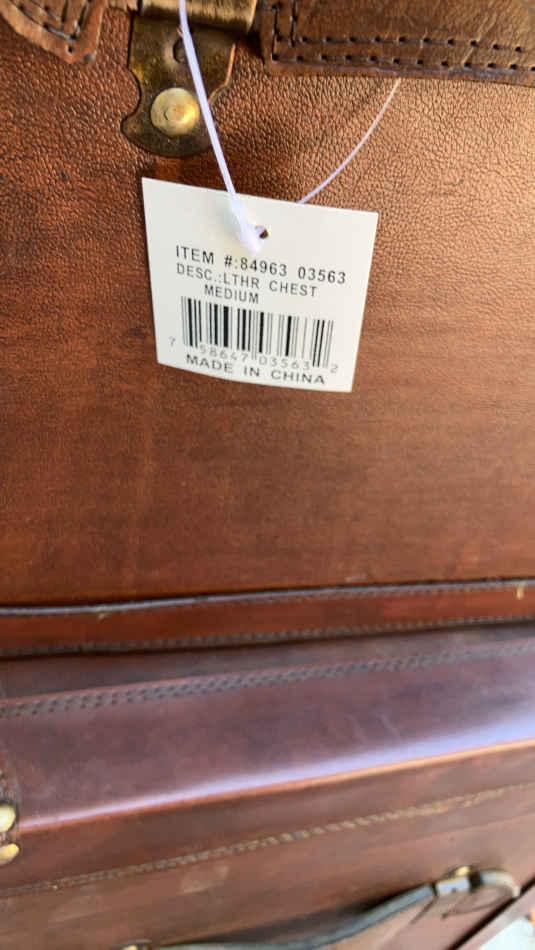 ITEM #:84963 03563
DESC.:LTHR CHEST
MEDIUM
7 58647 03563 2
MADE IN CHINA